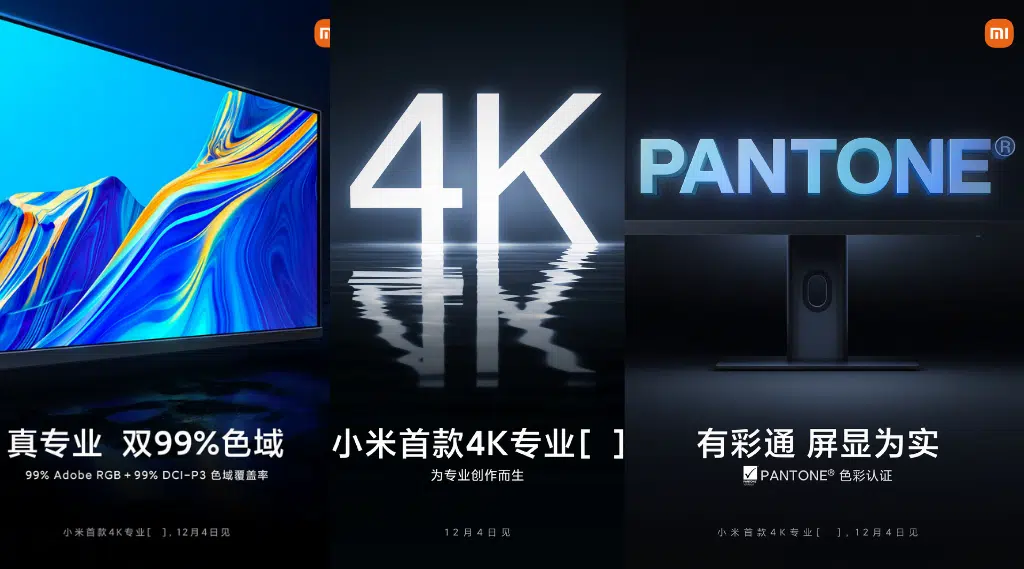 真专业 双99%色域
99% Adobe RGB+99% DCI-P3 色域覆盖率
小米首款4K专业[ ], 12月4日见
4K
小米首款4K专业[ ]
为专业创作而生
12月4日见
mi
PANTONE®
有彩通 屏显为实
PANTONE® 色彩认证
小米首款4K专业[ ], 12月4日见